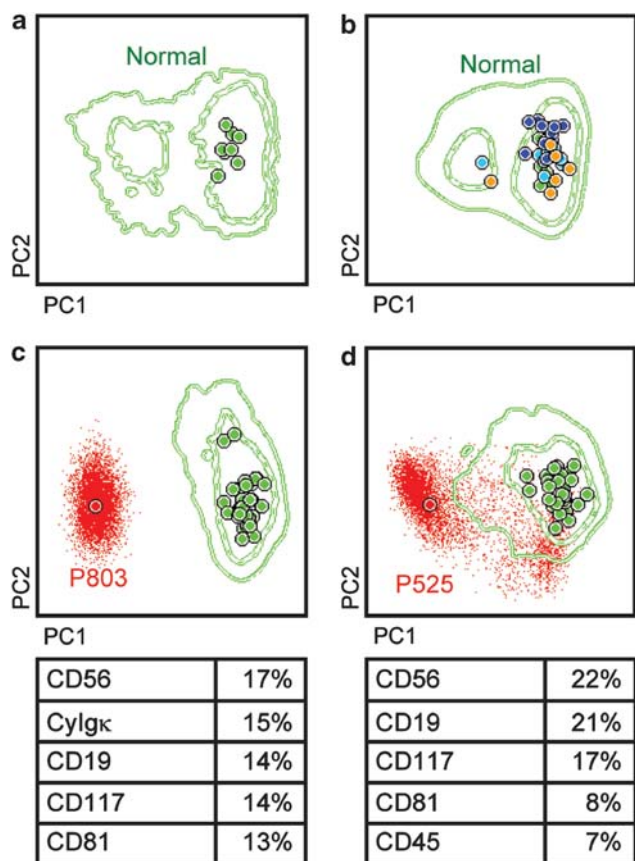 a
b
Normal
Normal
PC2
PC2
PC1
PC1
c
d
P803
P525
PC2
PC2
PC1
PC1
CD56 17%
CyIgκ 15%
CD19 14%
CD117 14%
CD81 13%
CD56 22%
CD19 21%
CD117 17%
CD81 8%
CD45 7%